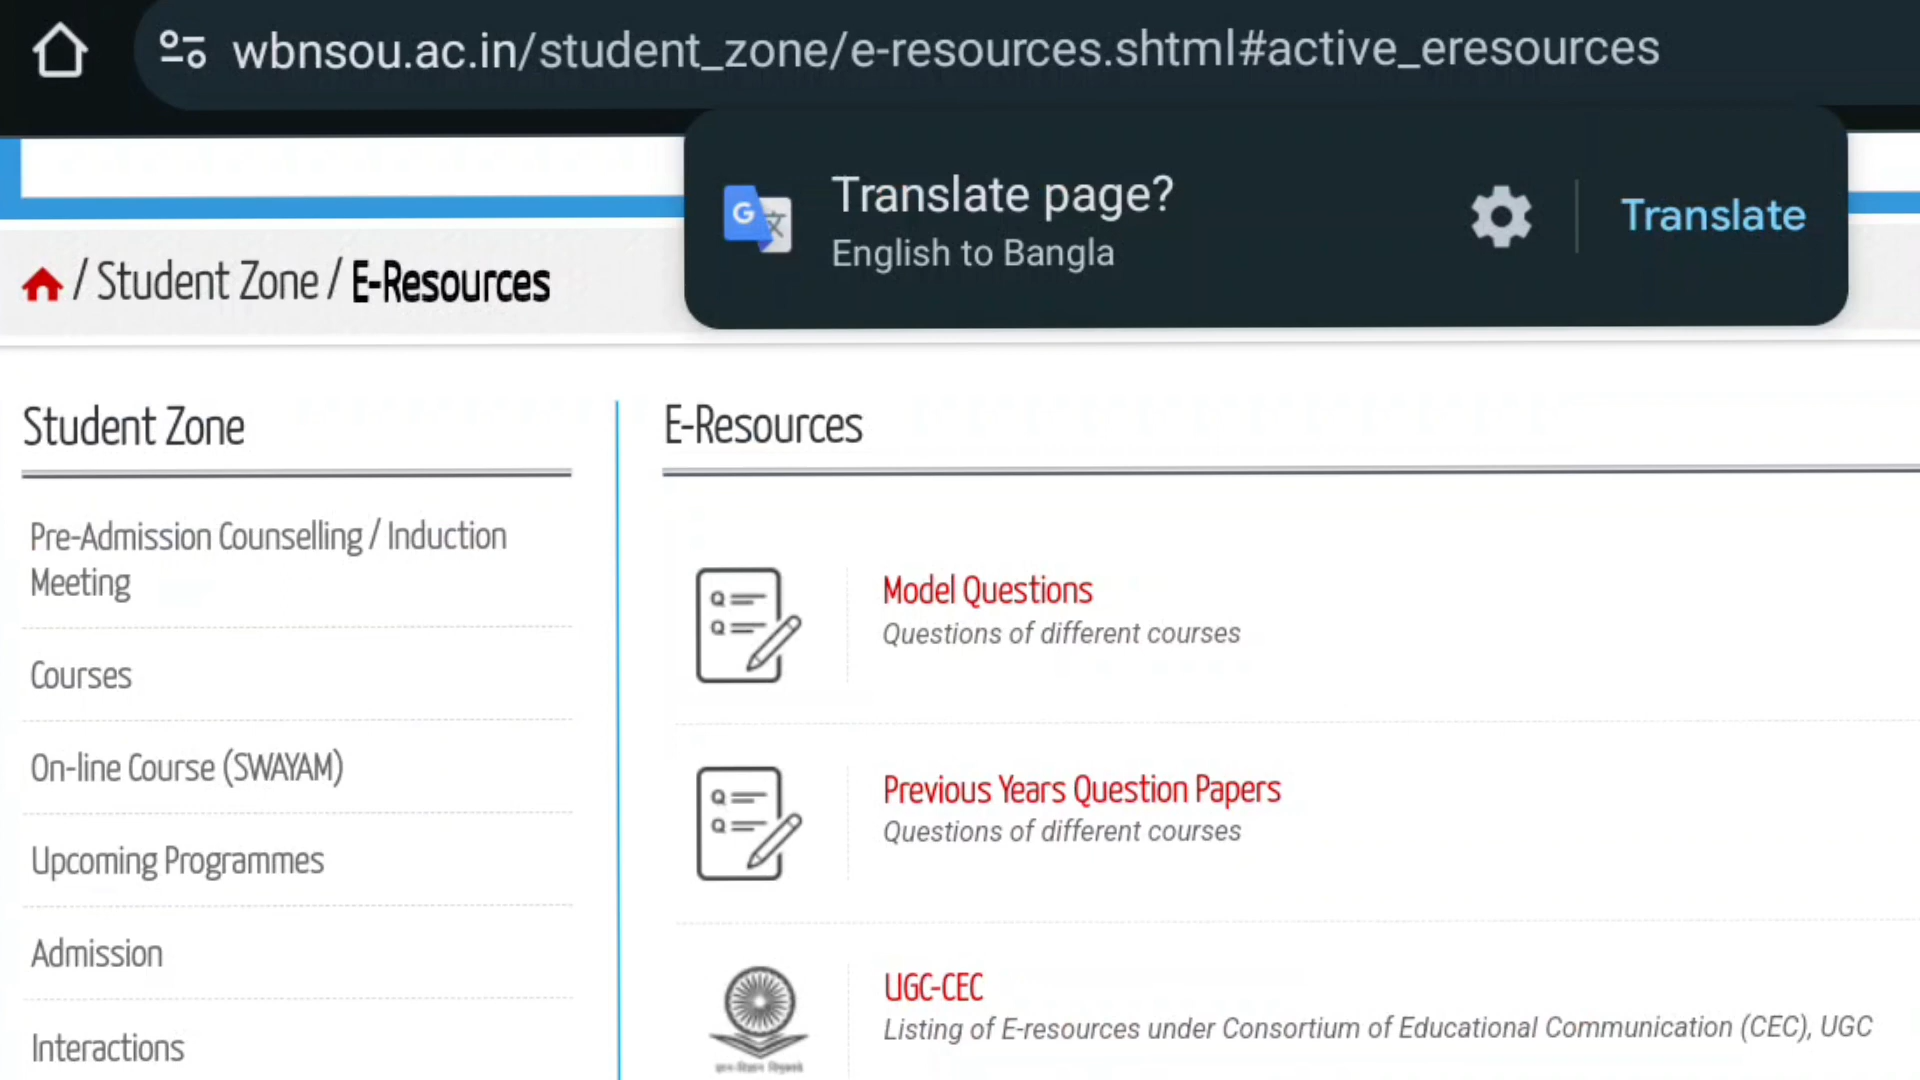 wbnsou.ac.in/student_zone/e-resources.shtml#active_eresources
Translate page?
English to Bangla
Translate
/ Student Zone / E-Resources
Student Zone
Pre-Admission Counselling / Induction
Meeting
Courses
On-line Course (SWAYAM)
Upcoming Programmes
Admission
Interactions
E-Resources
Model Questions
Questions of different courses
Previous Years Question Papers
Questions of different courses
UGC-CEC
Listing of E-resources under Consortium of Educational Communication (CEC), UGC